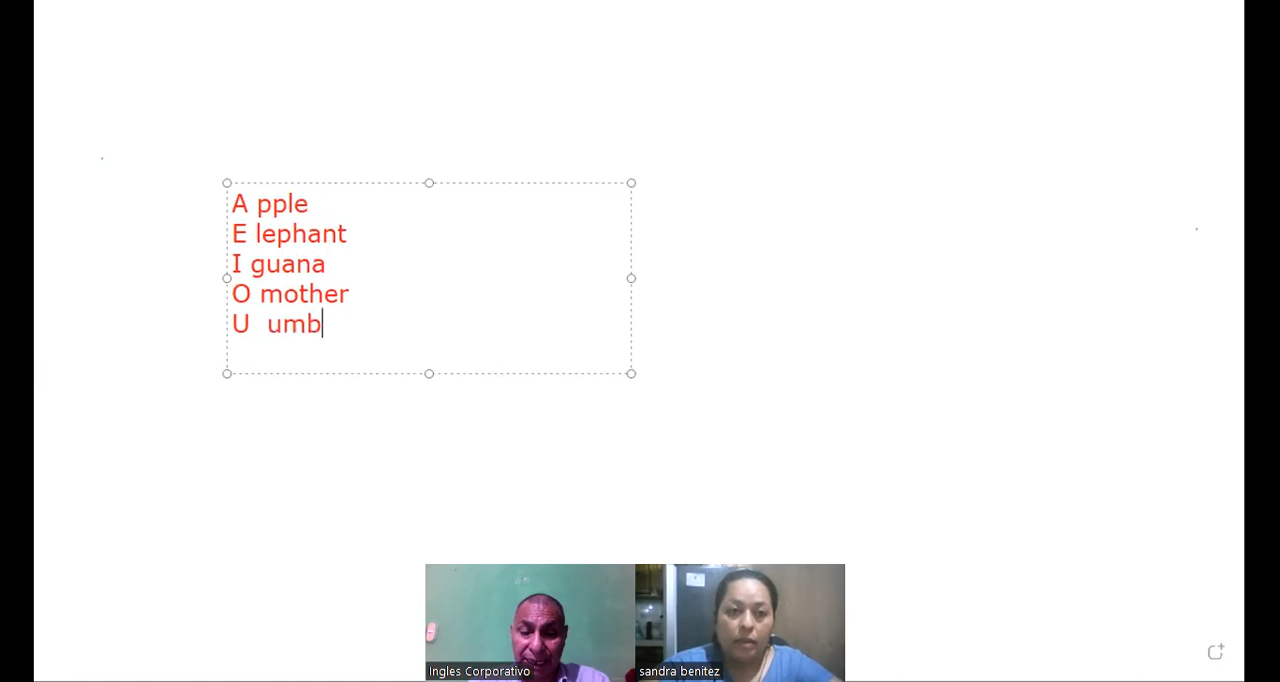 A pple
E lephant
I guana
O mother
U  umb
Ingles Corporativo
sandra benitez